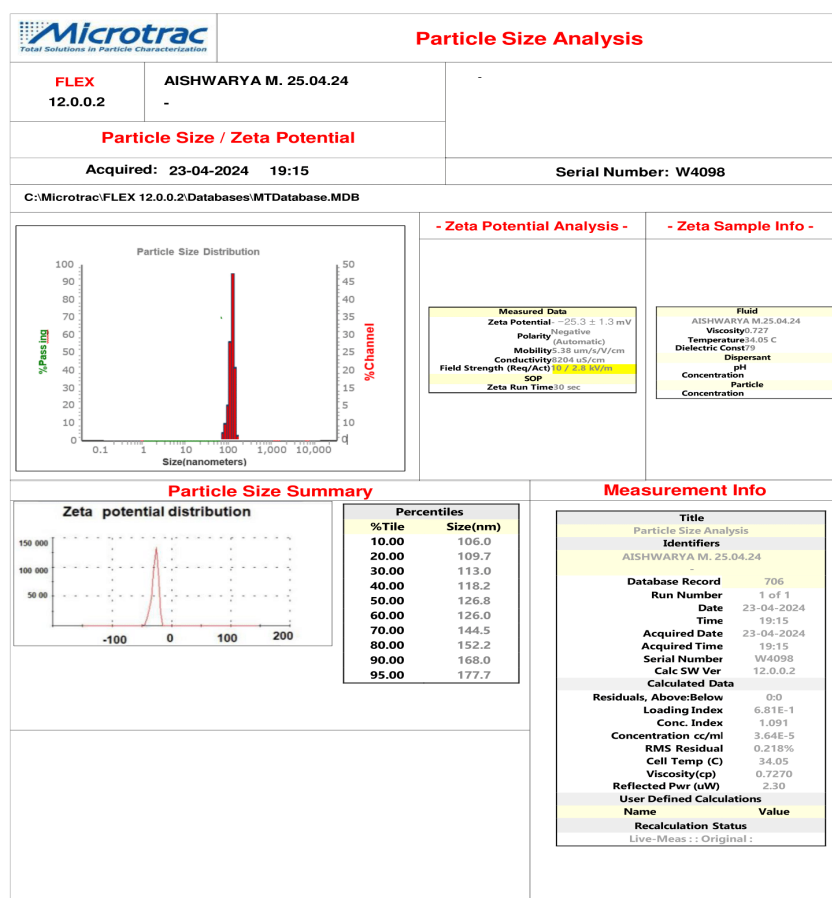 Microtrac
Total Solutions in Particle Characterization
Particle Size Analysis
FLEX
12.0.0.2
AISHWARYA M. 25.04.24
-
-
Particle Size / Zeta Potential
Acquired: 23-04-2024 19:15
Serial Number: W4098
C:\Microtrac\FLEX 12.0.0.2\Databases\MTDatabase.MDB
Particle Size Distribution
100
90
80
70
60
50
40
30
20
10
0
%Passing
50
45
40
35
30
25
20
15
5
10
0
%Channel
0.1 1 10 100 1,000 10,000
Size(nanometers)
- Zeta Potential Analysis -
Measured Data
Zeta Potential- −25.3 ± 1.3 mV
Polarity Negative (Automatic)
Mobility5.38 um/s/V/cm
Conductivity8204 uS/cm
Field Strength (Req/Act)10 / 2.8 kV/m
SOP
Zeta Run Time30 sec
- Zeta Sample Info -
Fluid
AISHWARYA M.25.04.24
Viscosity0.727
Temperature34.05 C
Dielectric Const79
Dispersant
pH
Concentration
Particle
Concentration
Particle Size Summary
Zeta potential distribution
150 000
100 000
50 00
-100 0 100 200
Percentiles
%Tile Size(nm)
10.00 106.0
20.00 109.7
30.00 113.0
40.00 118.2
50.00 126.8
60.00 126.0
70.00 144.5
80.00 152.2
90.00 168.0
95.00 177.7
Measurement Info
Title
Particle Size Analysis
Identifiers
AISHWARYA M. 25.04.24
-
Database Record 706
Run Number 1 of 1
Date 23-04-2024
Time 19:15
Acquired Date 23-04-2024
Acquired Time 19:15
Serial Number W4098
Calc SW Ver 12.0.0.2
Calculated Data
Residuals, Above:Below 0:0
Loading Index 6.81E-1
Conc. Index 1.091
Concentration cc/ml 3.64E-5
RMS Residual 0.218%
Cell Temp (C) 34.05
Viscosity(cp) 0.7270
Reflected Pwr (uW) 2.30
User Defined Calculations
Name Value
Recalculation Status
Live-Meas : : Original :